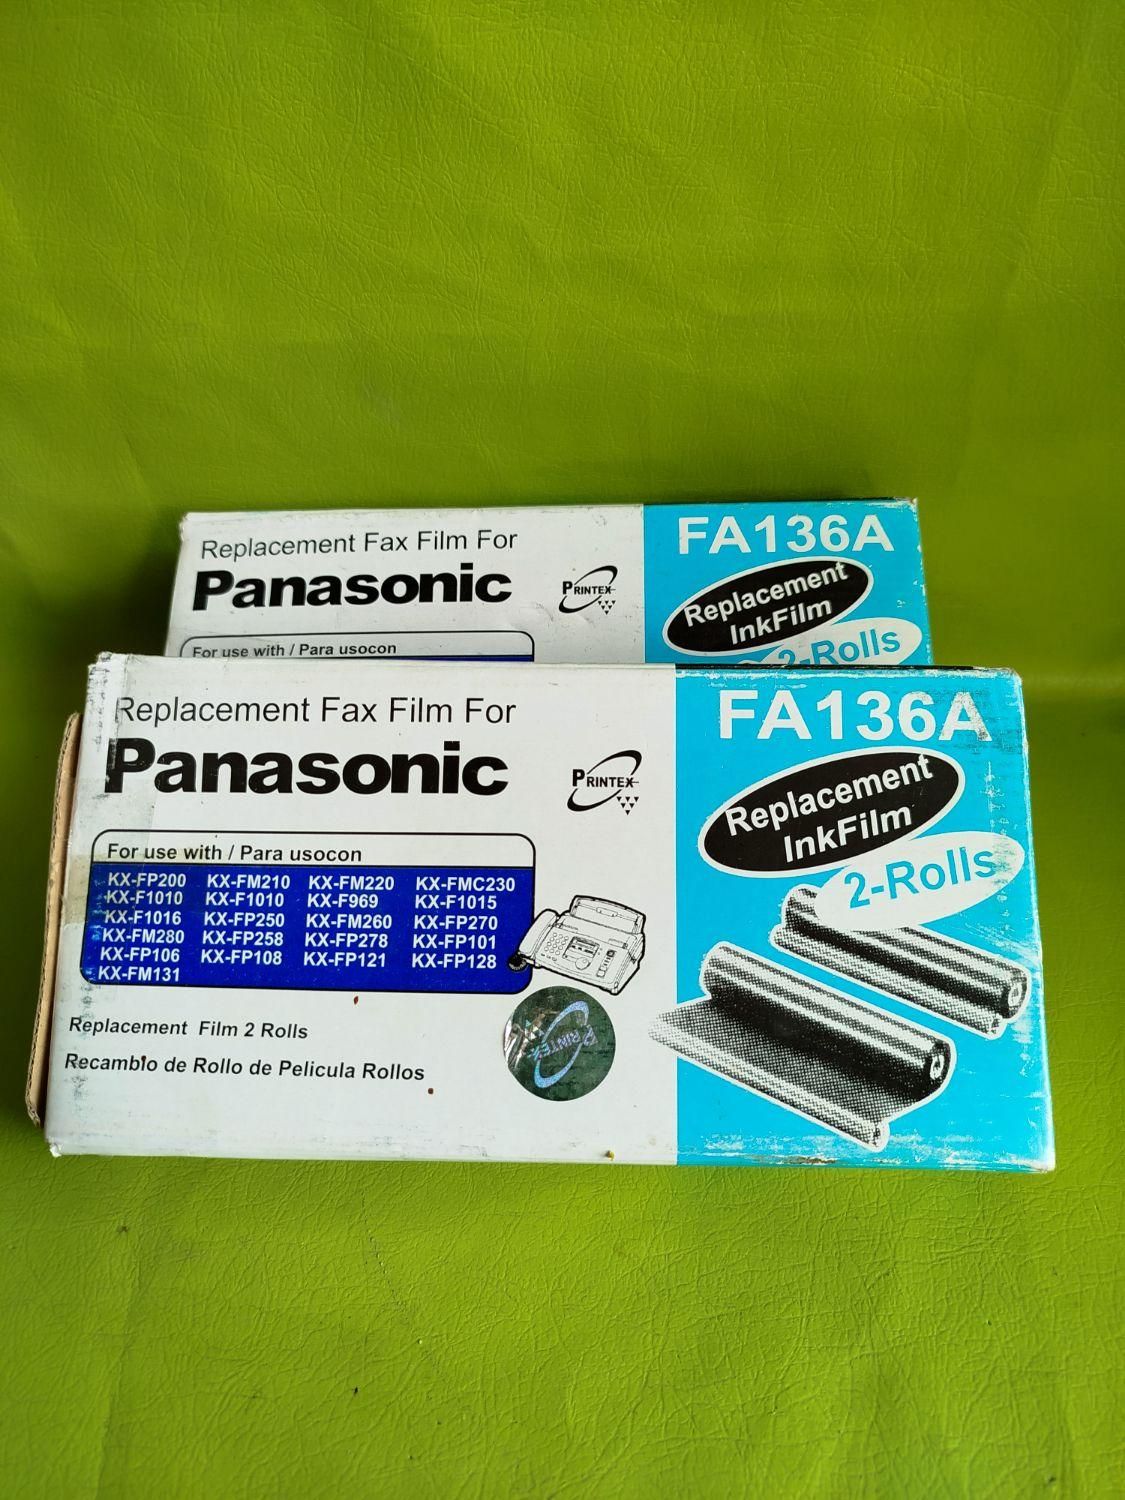 Replacement Fax Film For
Panasonic
PRINTEX
FA136A
Replacement
InkFilm
2-Rolls
For use with / Para usocon
Replacement Fax Film For
Panasonic
PRINTEX
FA136A
Replacement
InkFilm
2-Rolls
For use with / Para usocon
KX-FP200 KX-FM210 KX-FM220 KX-FMC230
KX-F1010 KX-F1010 KX-F969 KX-F1015
KX-F1016 KX-FP250 KX-FM260 KX-FP270
KX-FM280 KX-FP258 KX-FP278 KX-FP101
KX-FP106 KX-FP108 KX-FP121 KX-FP128
KX-FM131
Replacement Film 2 Rolls
Recambio de Rollo de Pelicula Rollos
PRINTEX